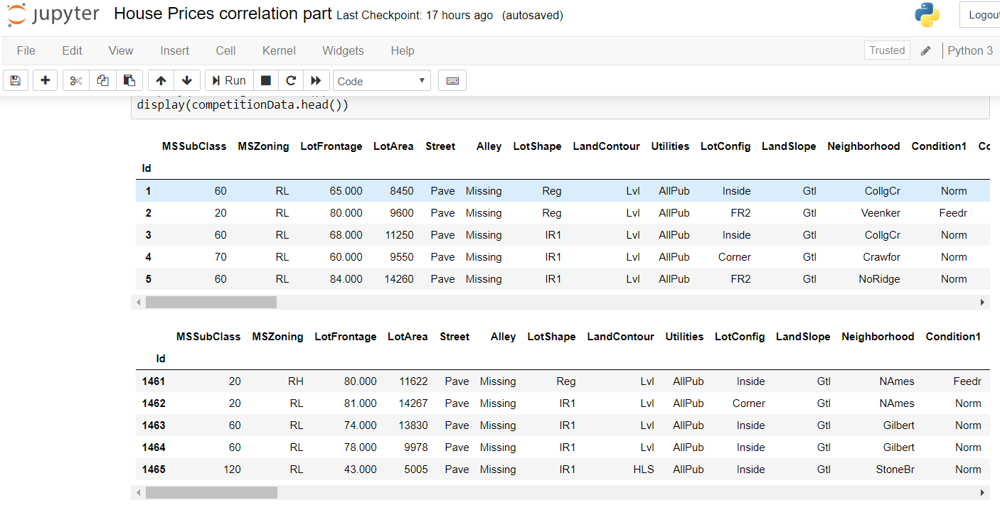 jupyter House Prices correlation part Last Checkpoint: 17 hours ago (autosaved) Logout
File Edit View Insert Cell Kernel Widgets Help Trusted Python 3
Run Code
display(competitionData.head())
MSSubClass MSZoning LotFrontage LotArea Street Alley LotShape LandContour Utilities LotConfig LandSlope Neighborhood Condition1 Co
Id
1 60 RL 65.000 8450 Pave Missing Reg Lvl AllPub Inside Gtl CollgCr Norm
2 20 RL 80.000 9600 Pave Missing Reg Lvl AllPub FR2 Gtl Veenker Feedr
3 60 RL 68.000 11250 Pave Missing IR1 Lvl AllPub Inside Gtl CollgCr Norm
4 70 RL 60.000 9550 Pave Missing IR1 Lvl AllPub Corner Gtl Crawfor Norm
5 60 RL 84.000 14260 Pave Missing IR1 Lvl AllPub FR2 Gtl NoRidge Norm
MSSubClass MSZoning LotFrontage LotArea Street Alley LotShape LandContour Utilities LotConfig LandSlope Neighborhood Condition1
Id
1461 20 RH 80.000 11622 Pave Missing Reg Lvl AllPub Inside Gtl NAmes Feedr
1462 20 RL 81.000 14267 Pave Missing IR1 Lvl AllPub Corner Gtl NAmes Norm
1463 60 RL 74.000 13830 Pave Missing IR1 Lvl AllPub Inside Gtl Gilbert Norm
1464 60 RL 78.000 9978 Pave Missing IR1 Lvl AllPub Inside Gtl Gilbert Norm
1465 120 RL 43.000 5005 Pave Missing IR1 HLS AllPub Inside Gtl StoneBr Norm